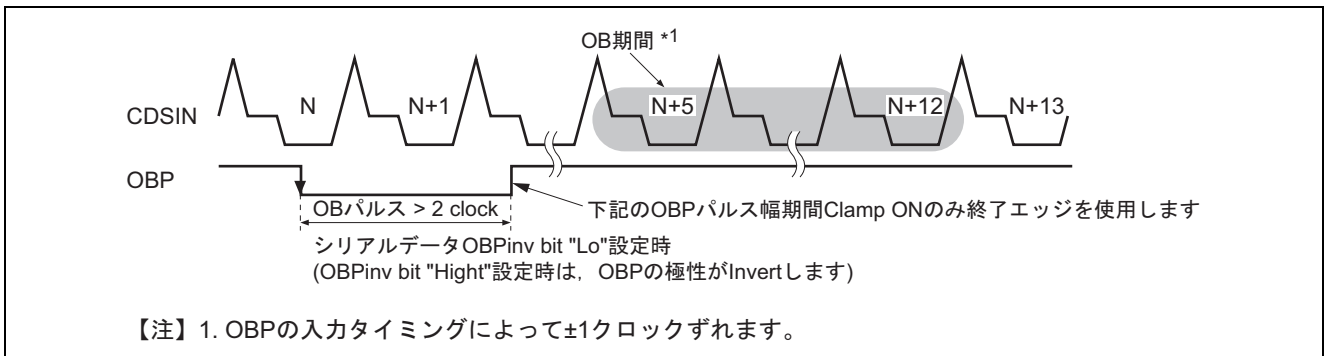 OB期間 *1
CDSIN
N
N+1
N+5
N+12
N+13
OBP
OBパルス > 2 clock
下記のOBPパルス幅期間Clamp ONのみ終了エッジを使用します
シリアルデータOBPinv bit "Lo"設定時
(OBPinv bit "Hight"設定時は，OBPの極性がInvertします)
【注】1. OBPの入力タイミングによって±1クロックずれます。